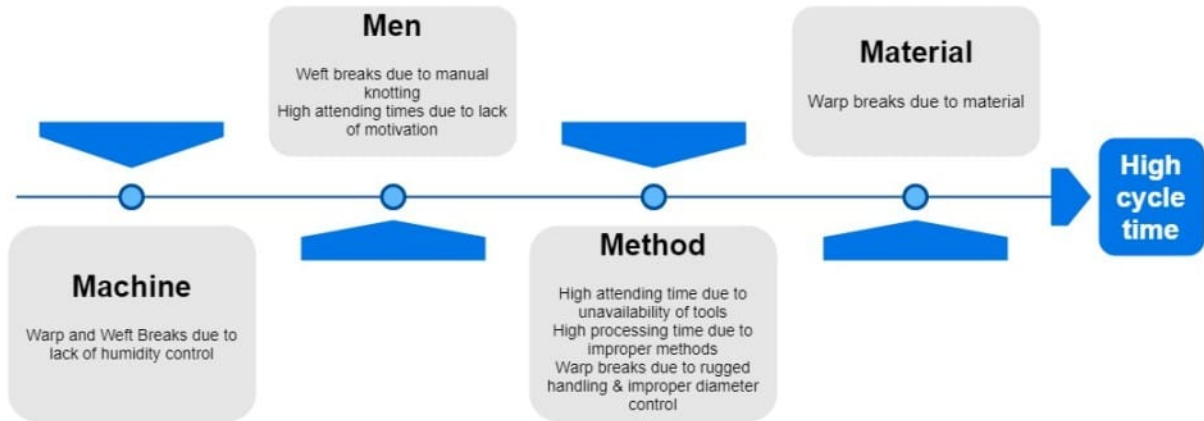 Men
Weft breaks due to manual
knotting
High attending times due to lack
of motivation
Material
Warp breaks due to material
High
cycle
time
Machine
Warp and Weft Breaks due to
lack of humidity control
Method
High attending time due to
unavailability of tools
High processing time due to
improper methods
Warp breaks due to rugged
handling & improper diameter
control